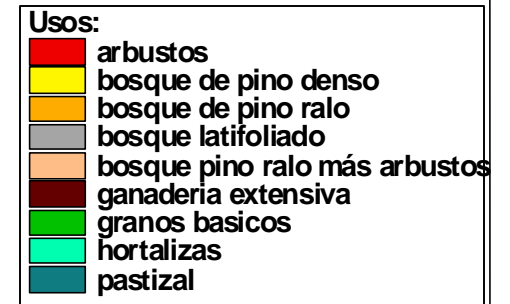 Usos:
arbustos
bosque de pino denso
bosque de pino ralo
bosque latifoliado
bosque pino ralo más arbustos
ganaderia extensiva
granos basicos
hortalizas
pastizal